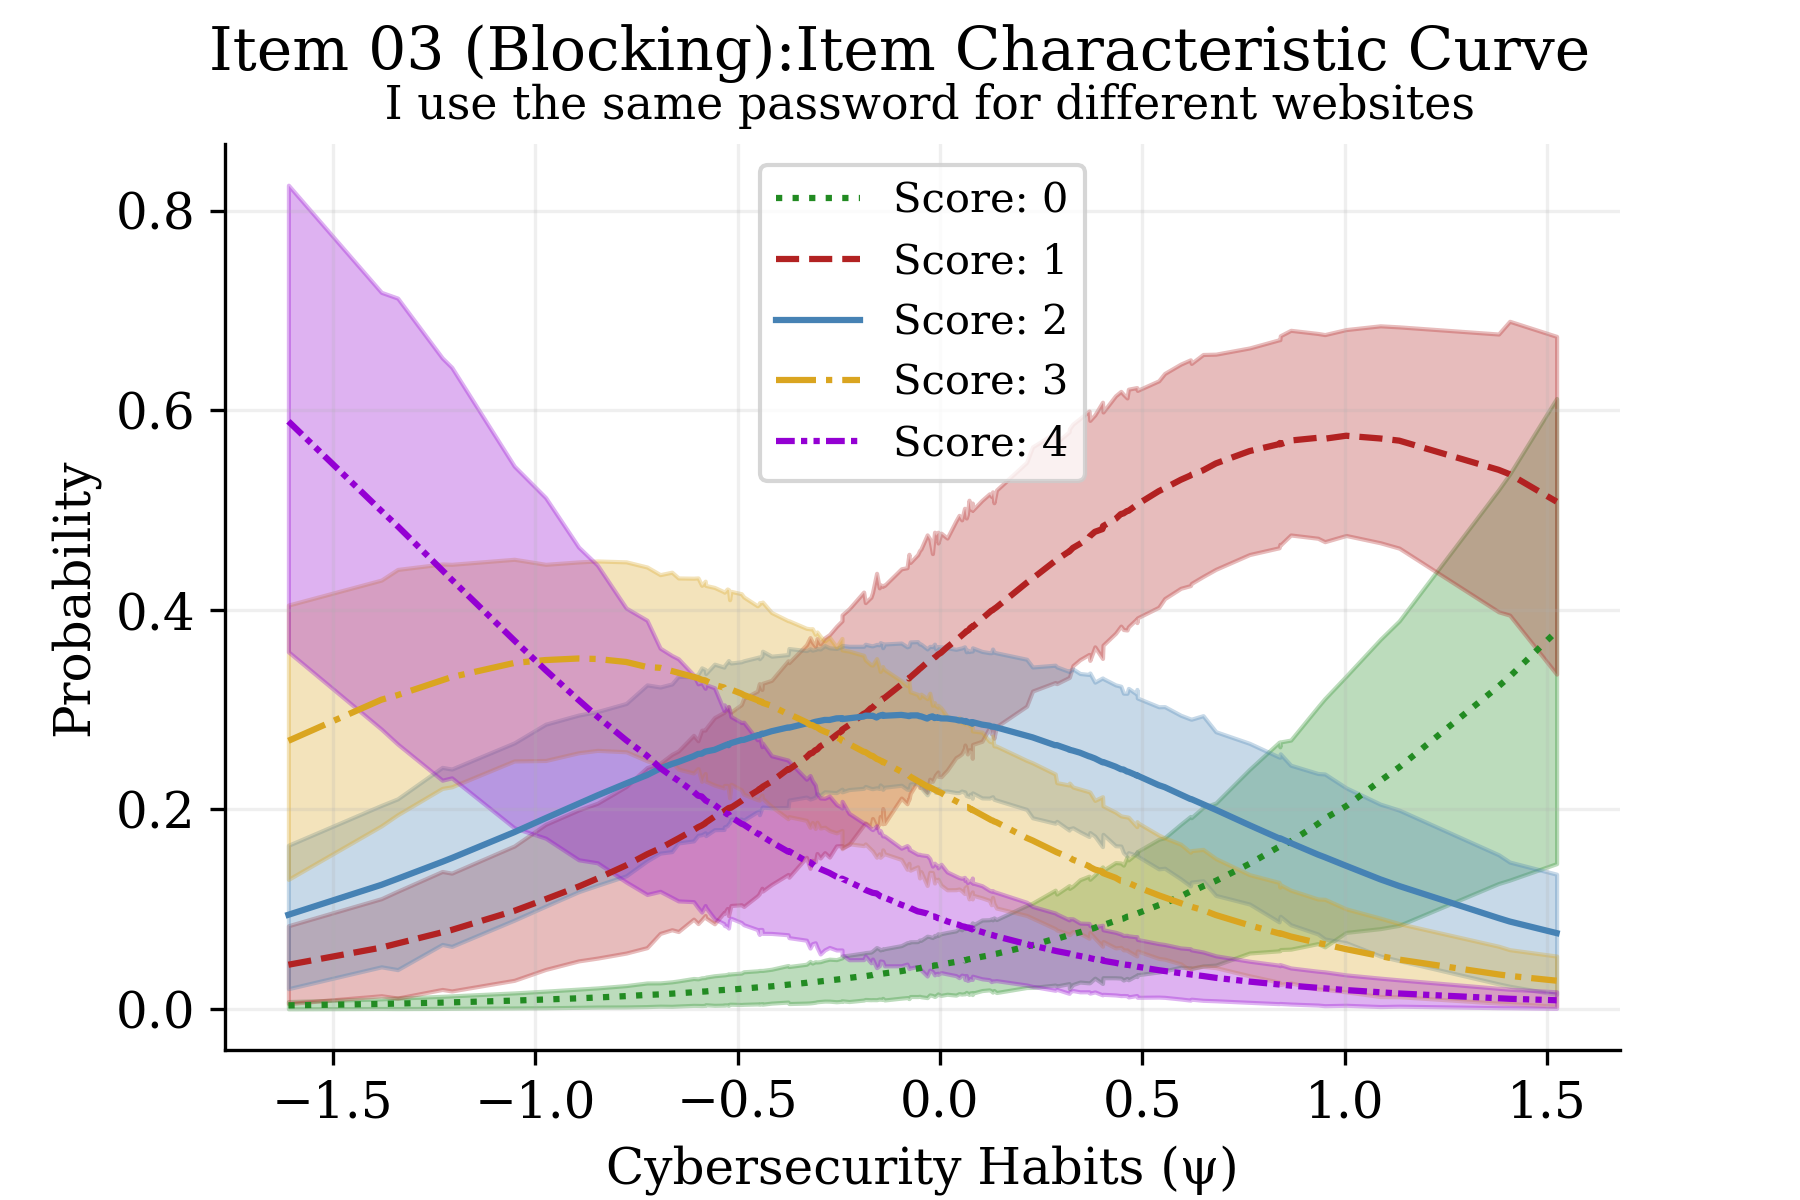 Item 03 (Blocking):Item Characteristic Curve
I use the same password for different websites
Score: 0
Score: 1
Score: 2
Score: 3
Score: 4
Probability
0.8
0.6
0.4
0.2
0.0
−1.5 −1.0 −0.5 0.0 0.5 1.0 1.5
Cybersecurity Habits (ψ)